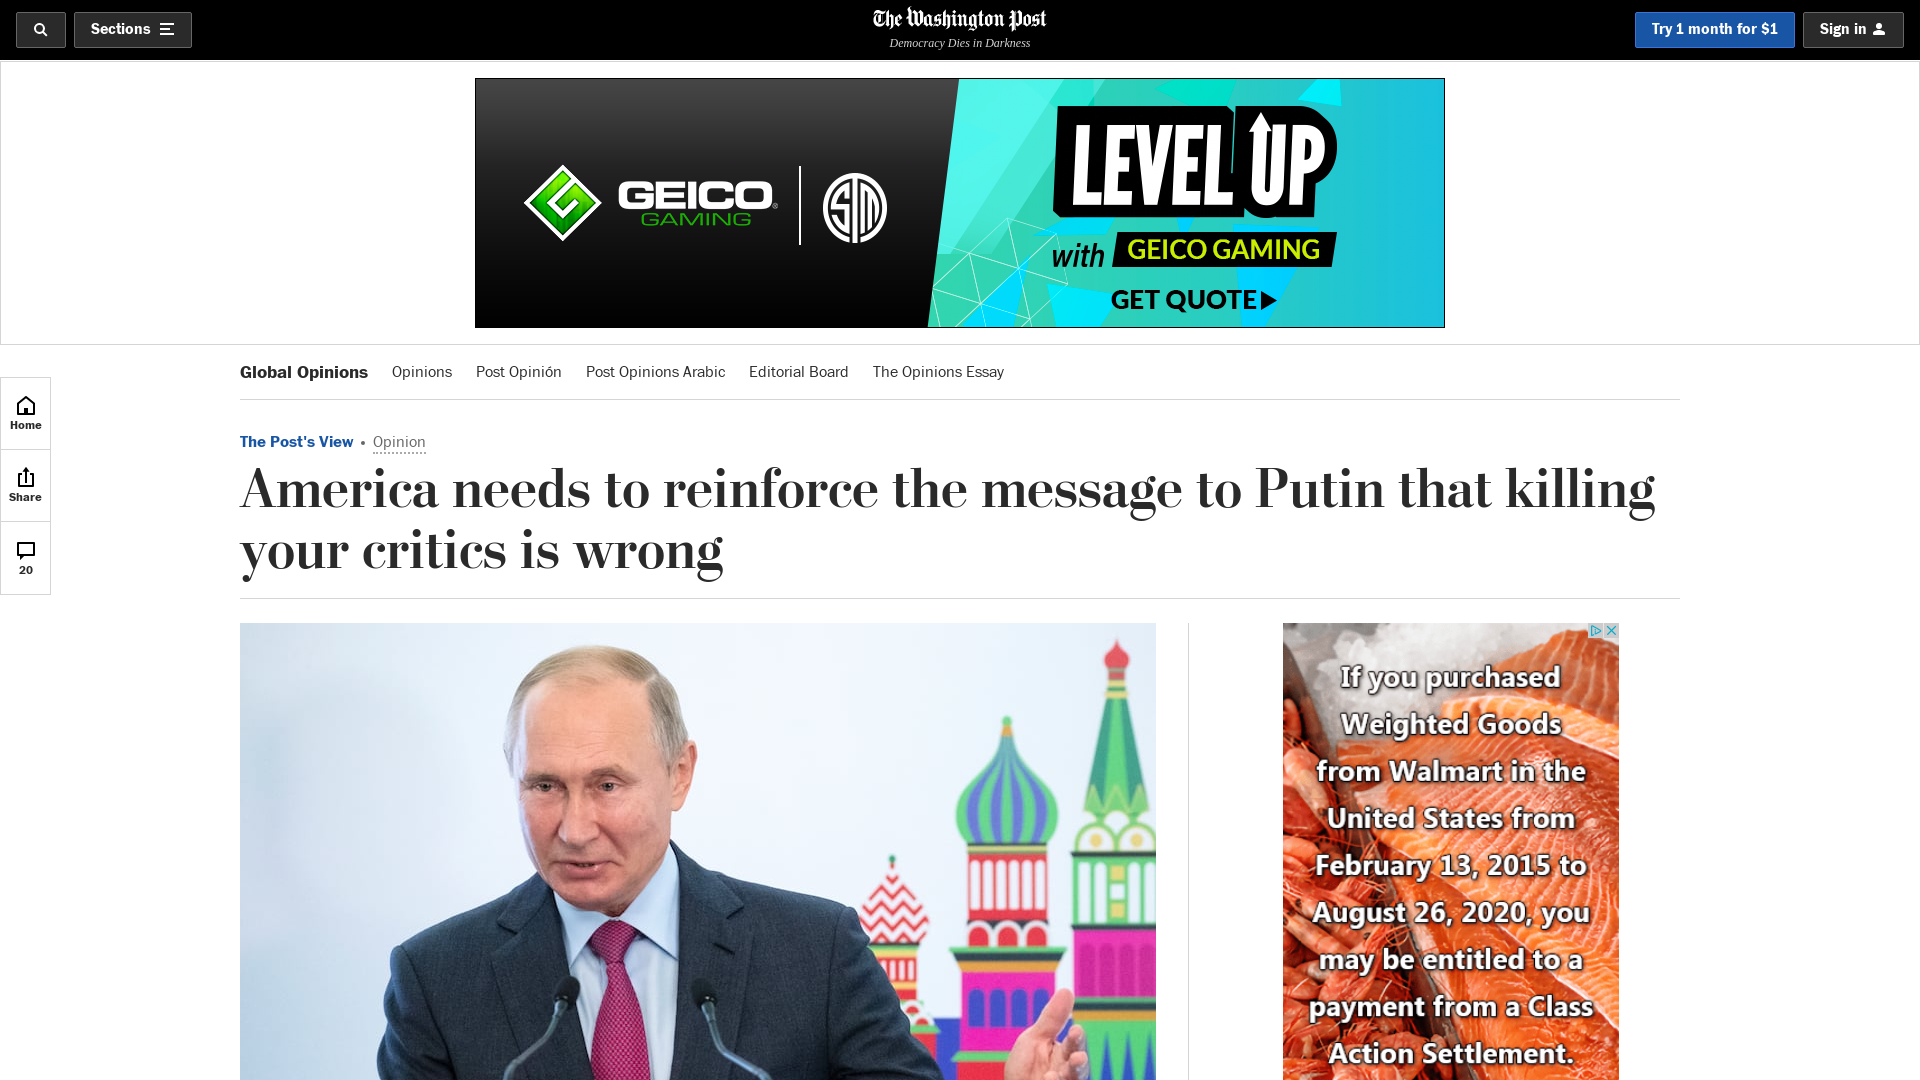 Sections
The Washington Post
Democracy Dies in Darkness
Try 1 month for $1
Sign in
GEICO
GAMING
TSM
LEVEL UP
with GEICO GAMING
GET QUOTE
Global Opinions
Opinions
Post Opinión
Post Opinions Arabic
Editorial Board
The Opinions Essay
Home
Share
20
The Post's View • Opinion
America needs to reinforce the message to Putin that killing
your critics is wrong
If you purchased
Weighted Goods
from Walmart in the
United States from
February 13, 2015 to
August 26, 2020, you
may be entitled to a
payment from a Class
Action Settlement.